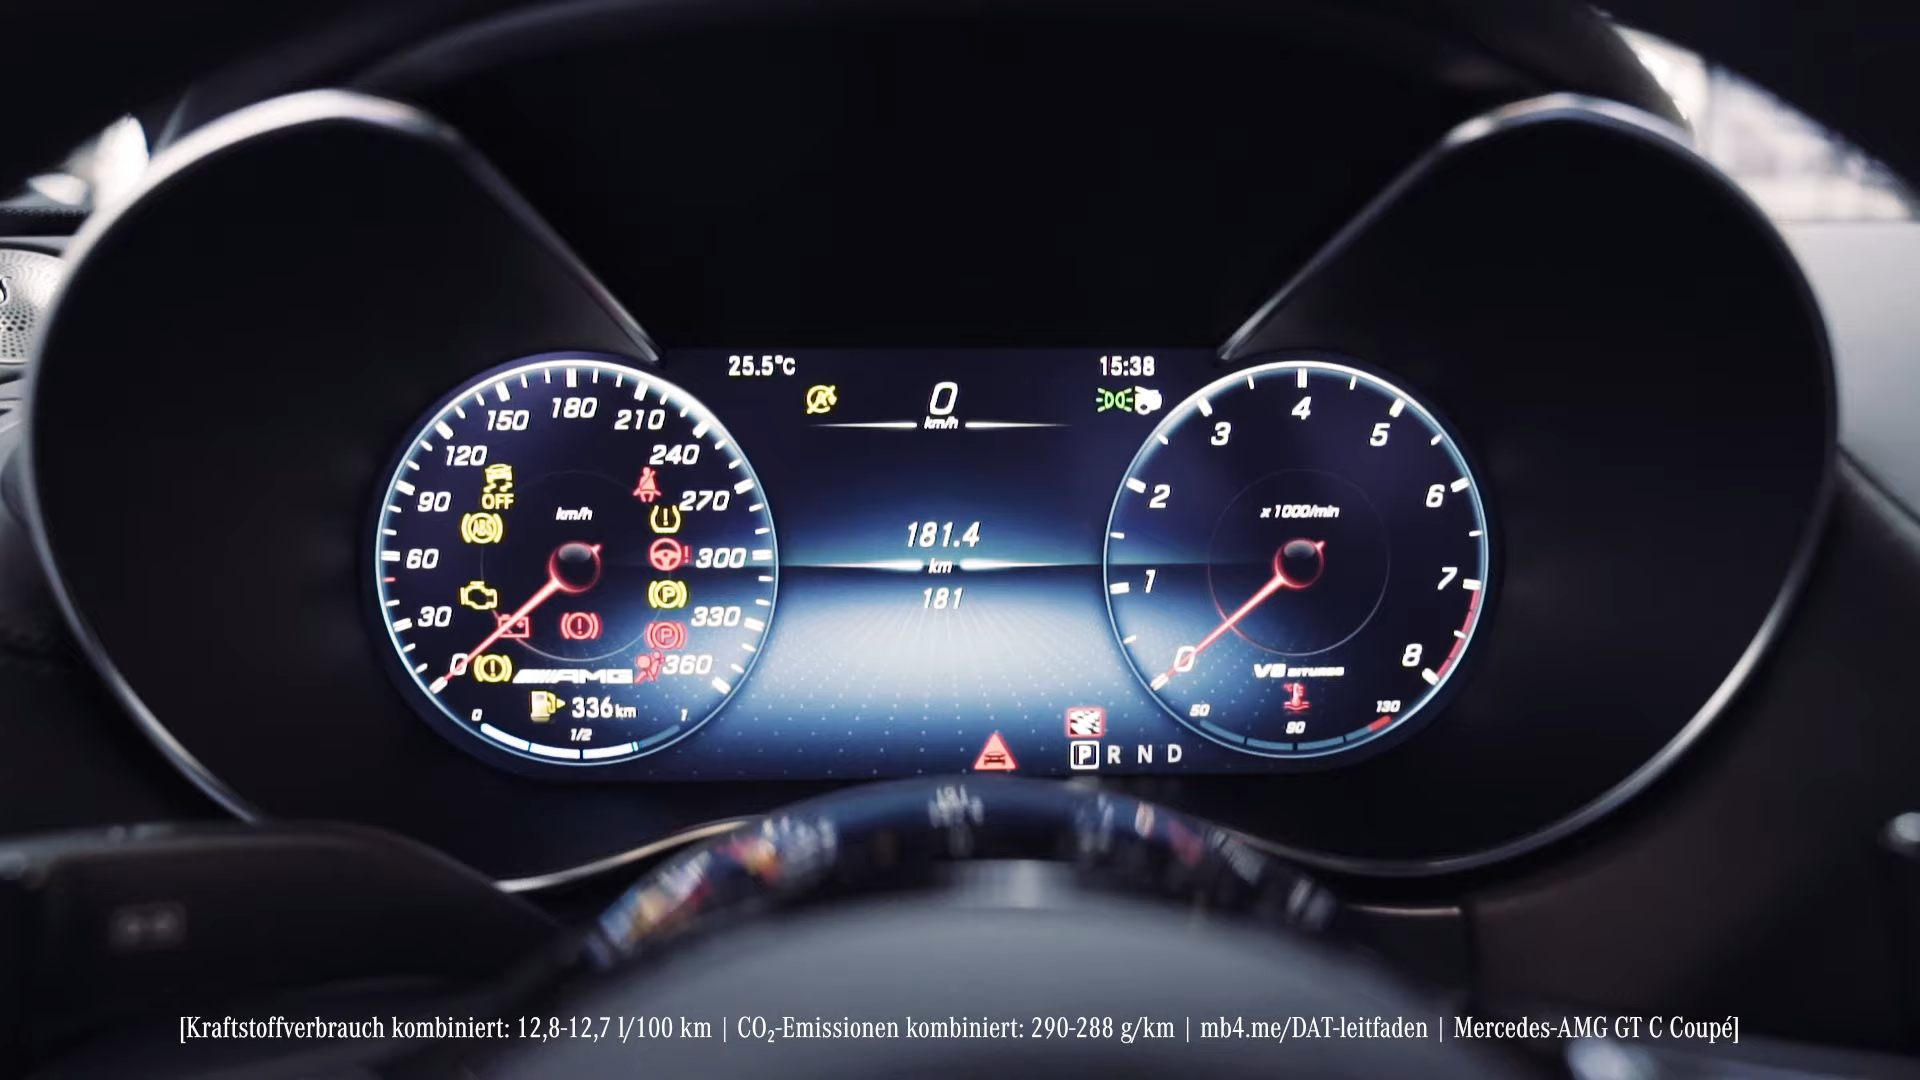 25.5°C
15:38
0
km/h
0 30 60 90 120 150 180 210 240 270 300 330 360
km/h
OFF
ABS
P
P
AMG
336 km
0 1/2 1
181.4
km
181
P R N D
0 1 2 3 4 5 6 7 8
x 1000/min
V8 BITURBO
50 90 130
[Kraftstoffverbrauch kombiniert: 12,8-12,7 l/100 km | CO₂-Emissionen kombiniert: 290-288 g/km | mb4.me/DAT-leitfaden | Mercedes-AMG GT C Coupé]